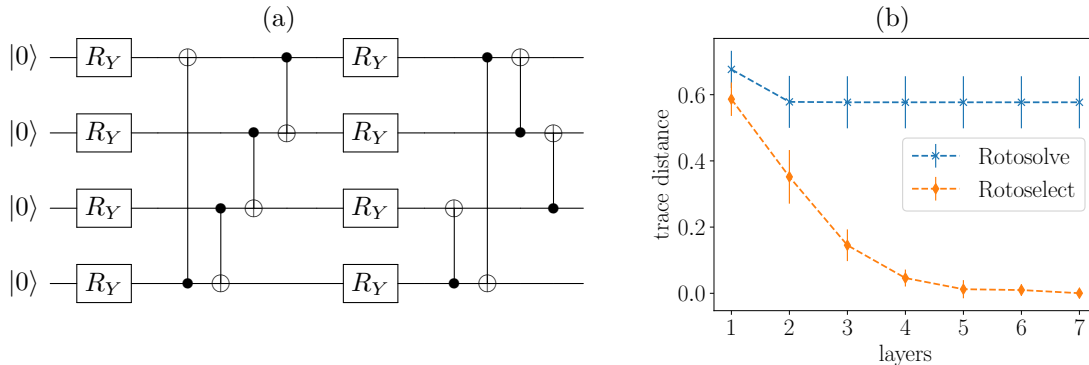 (a)
|0⟩ R_Y R_Y
|0⟩ R_Y R_Y
|0⟩ R_Y R_Y
|0⟩ R_Y R_Y
(b)
trace distance
0.6
0.4
0.2
0.0
Rotosolve
Rotoselect
1 2 3 4 5 6 7
layers